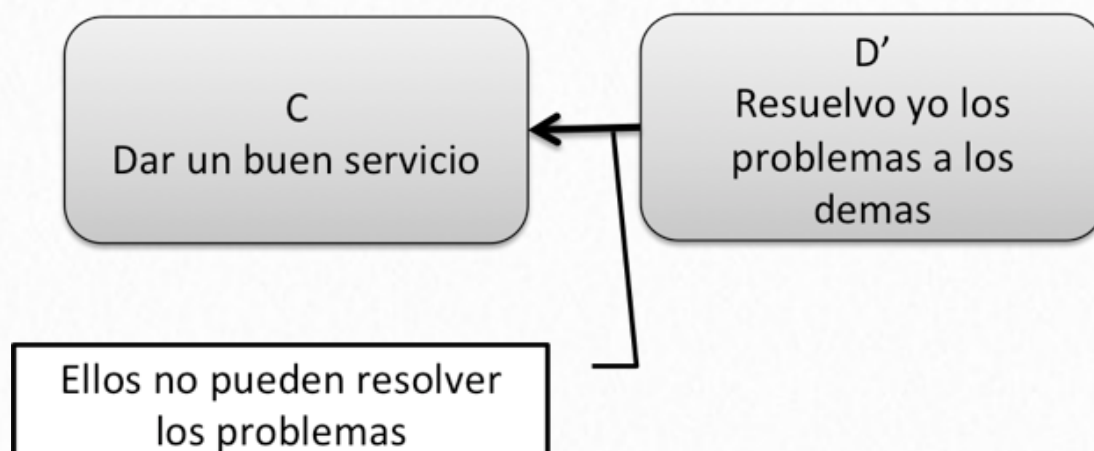 C
Dar un buen servicio
D’
Resuelvo yo los
problemas a los
demas
Ellos no pueden resolver
los problemas